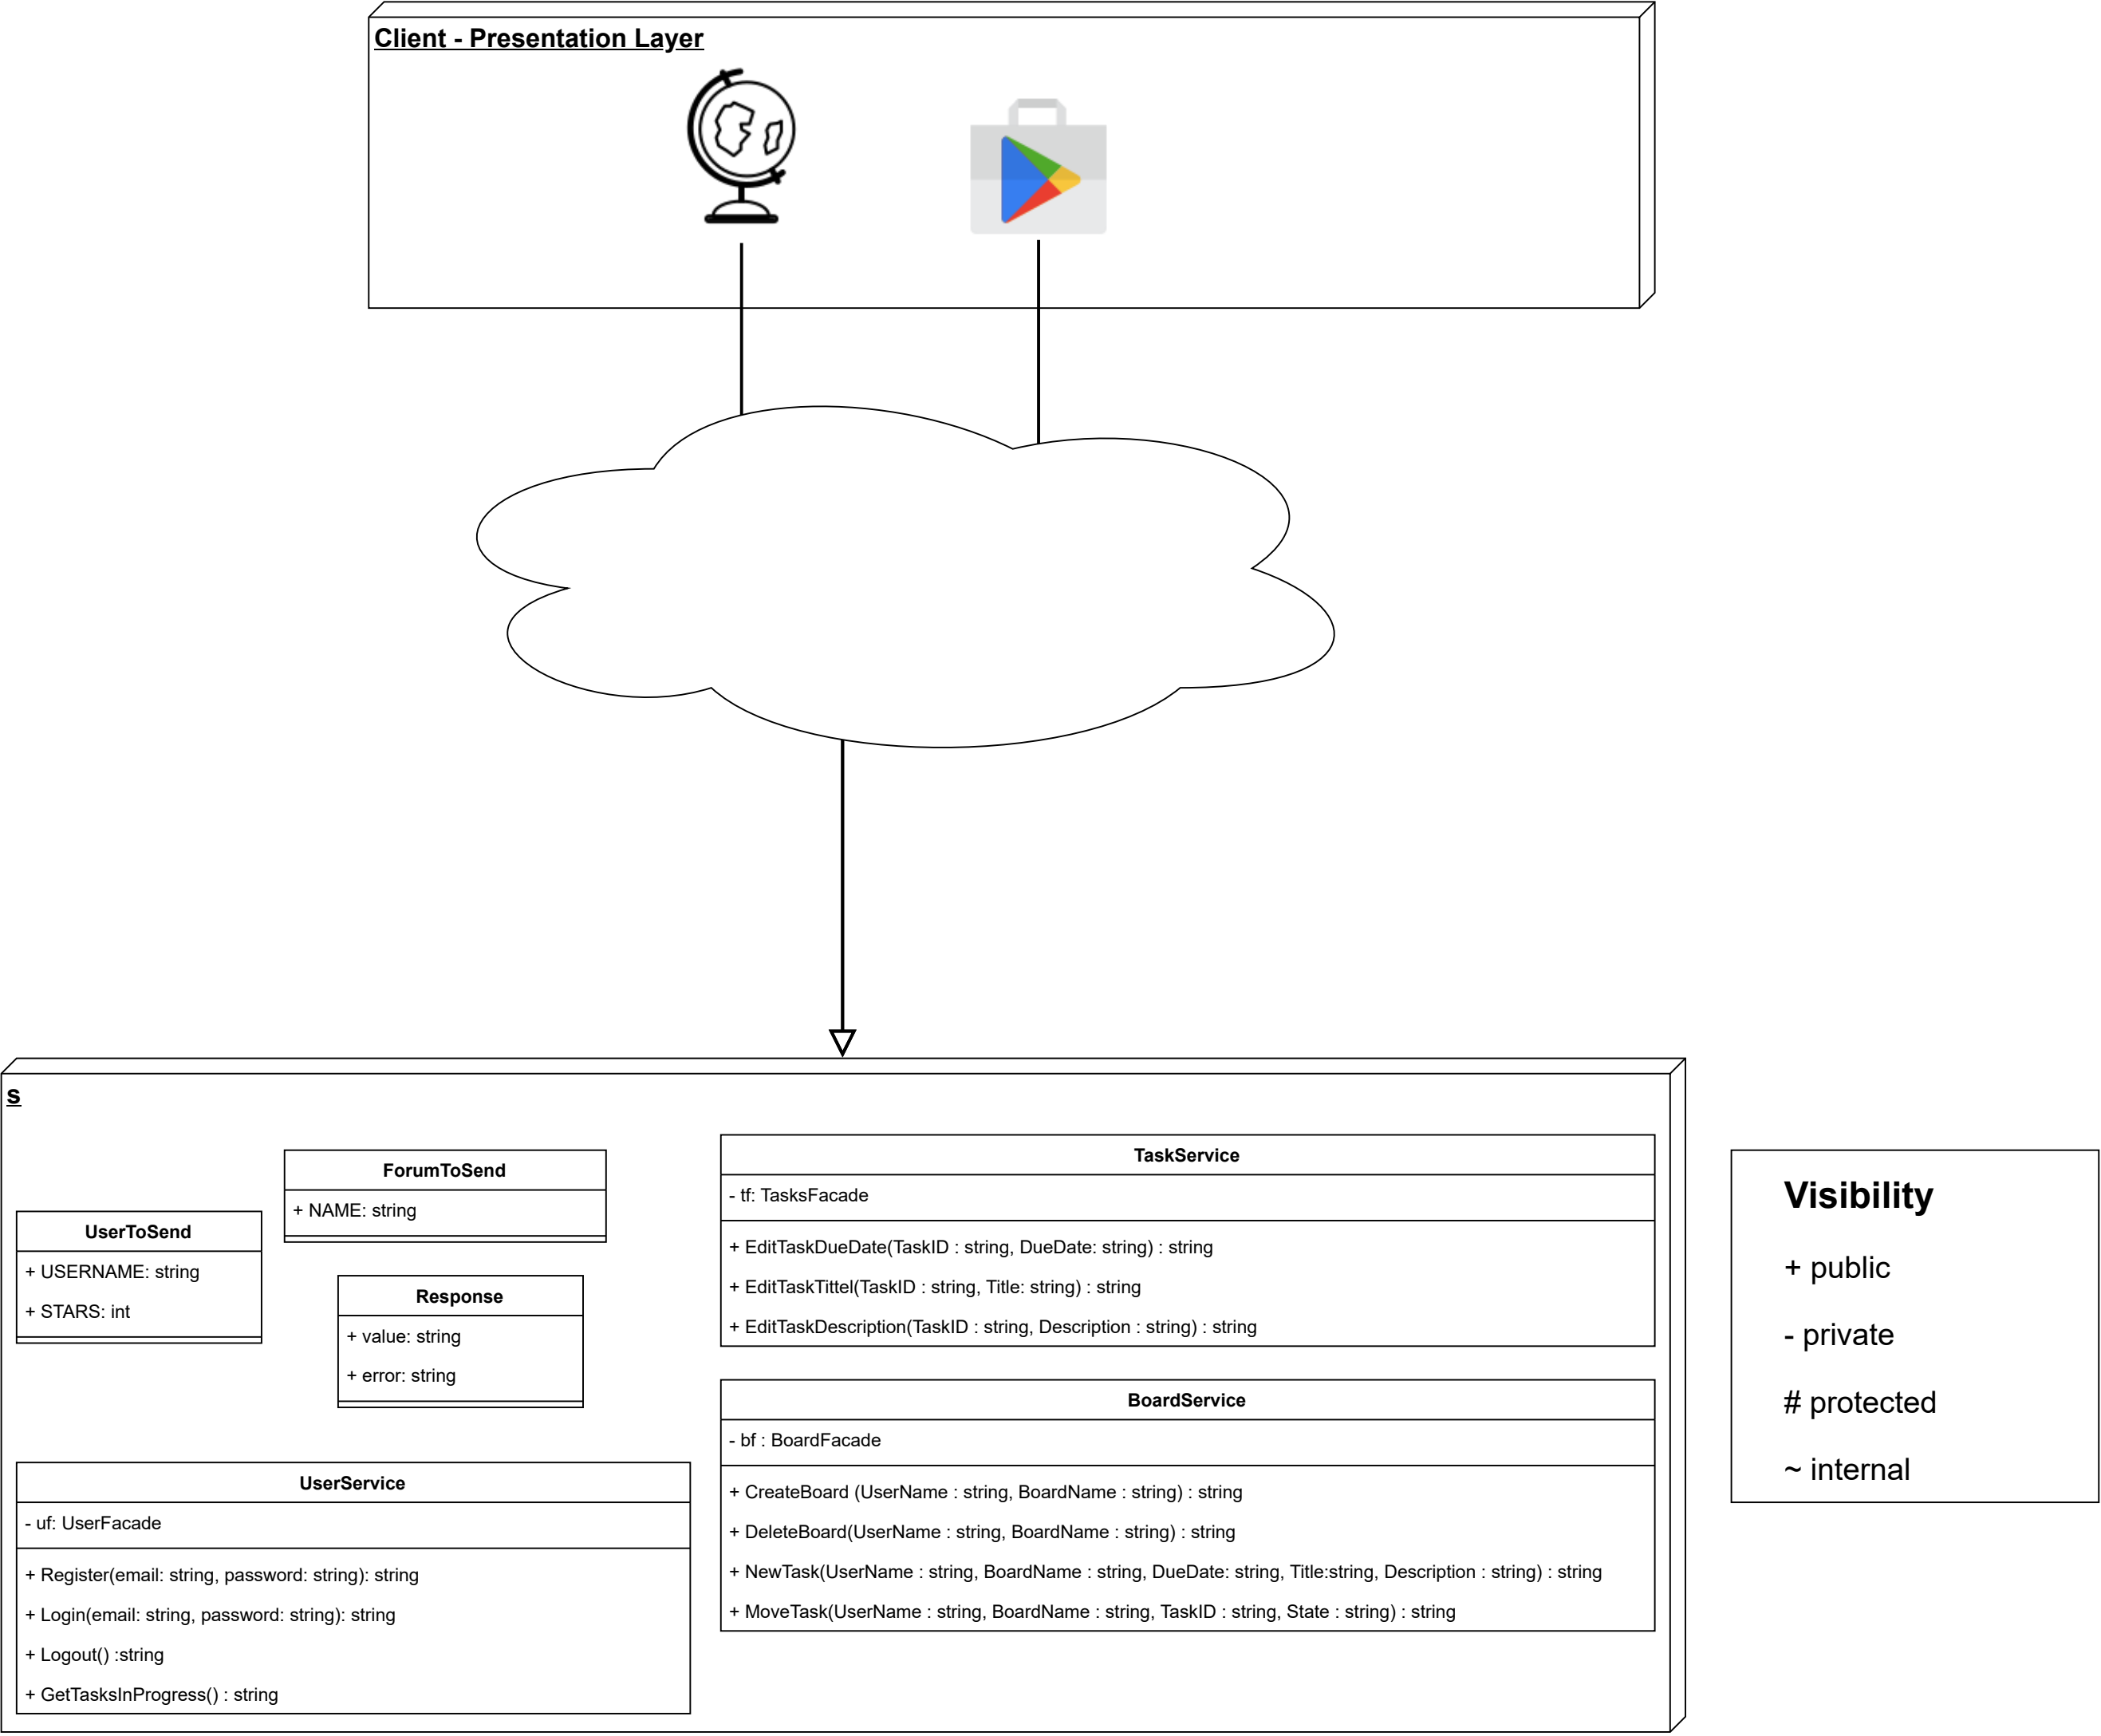 Client - Presentation Layer
s
ForumToSend
+ NAME: string
UserToSend
+ USERNAME: string
+ STARS: int
Response
+ value: string
+ error: string
UserService
- uf: UserFacade
+ Register(email: string, password: string): string
+ Login(email: string, password: string): string
+ Logout() :string
+ GetTasksInProgress() : string
TaskService
- tf: TasksFacade
+ EditTaskDueDate(TaskID : string, DueDate: string) : string
+ EditTaskTittel(TaskID : string, Title: string) : string
+ EditTaskDescription(TaskID : string, Description : string) : string
BoardService
- bf : BoardFacade
+ CreateBoard (UserName : string, BoardName : string) : string
+ DeleteBoard(UserName : string, BoardName : string) : string
+ NewTask(UserName : string, BoardName : string, DueDate: string, Title:string, Description : string) : string
+ MoveTask(UserName : string, BoardName : string, TaskID : string, State : string) : string
Visibility
+ public
- private
# protected
~ internal